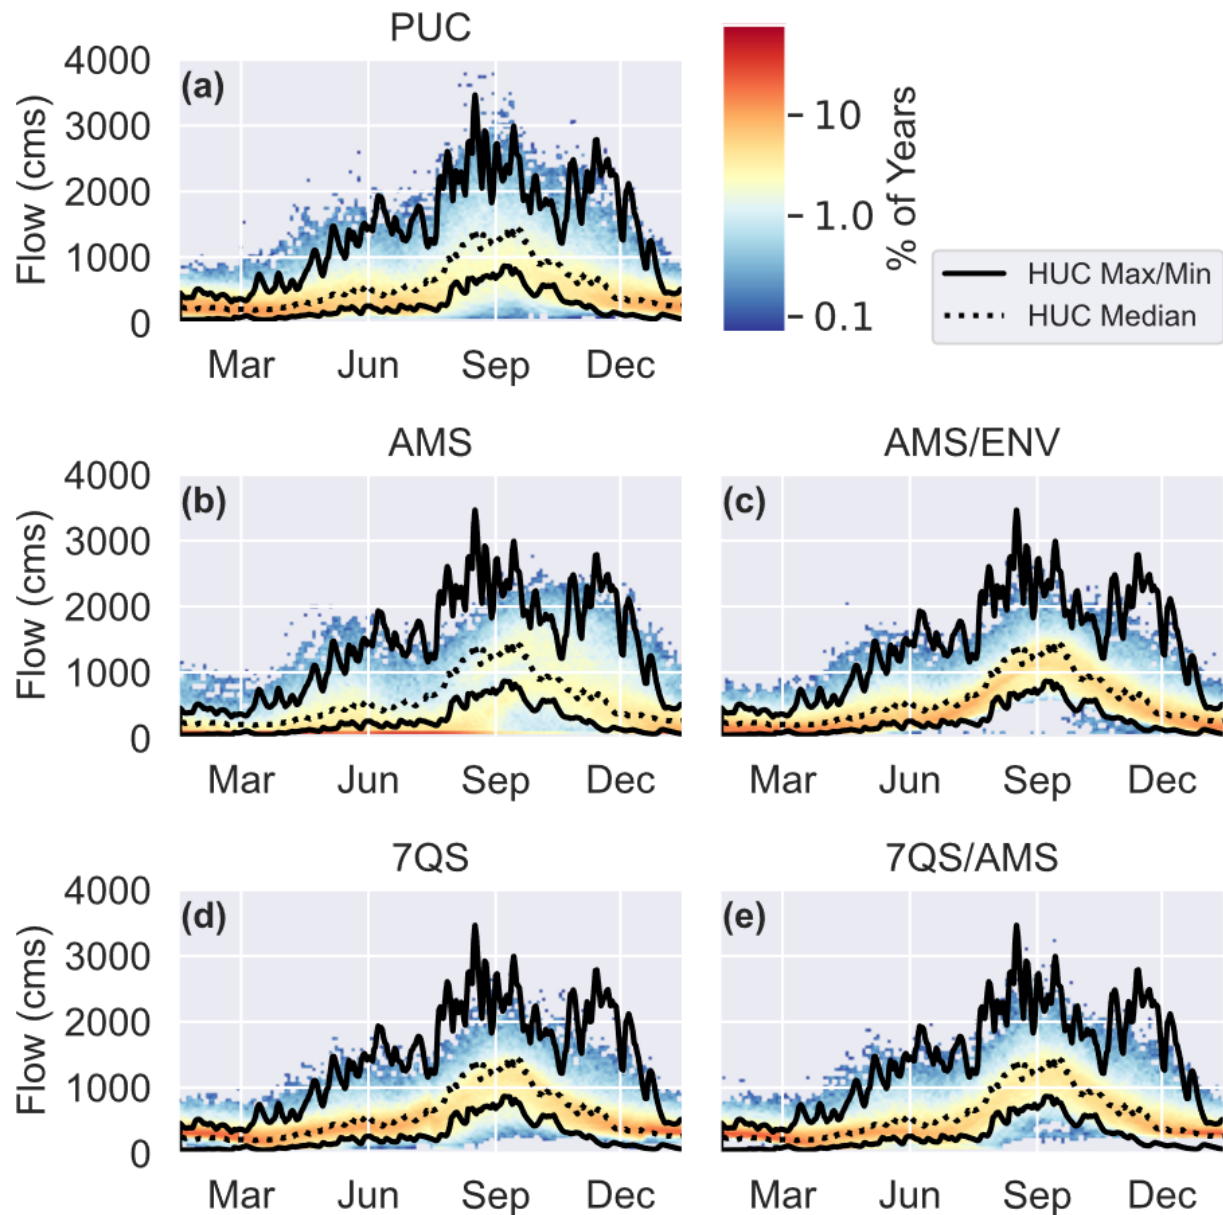 PUC
(a)
Flow (cms)
4000
3000
2000
1000
0
Mar Jun Sep Dec
10
1.0
0.1
% of Years
HUC Max/Min
HUC Median
AMS
(b)
Flow (cms)
4000
3000
2000
1000
0
Mar Jun Sep Dec
AMS/ENV
(c)
Mar Jun Sep Dec
7QS
(d)
Flow (cms)
4000
3000
2000
1000
0
Mar Jun Sep Dec
7QS/AMS
(e)
Mar Jun Sep Dec